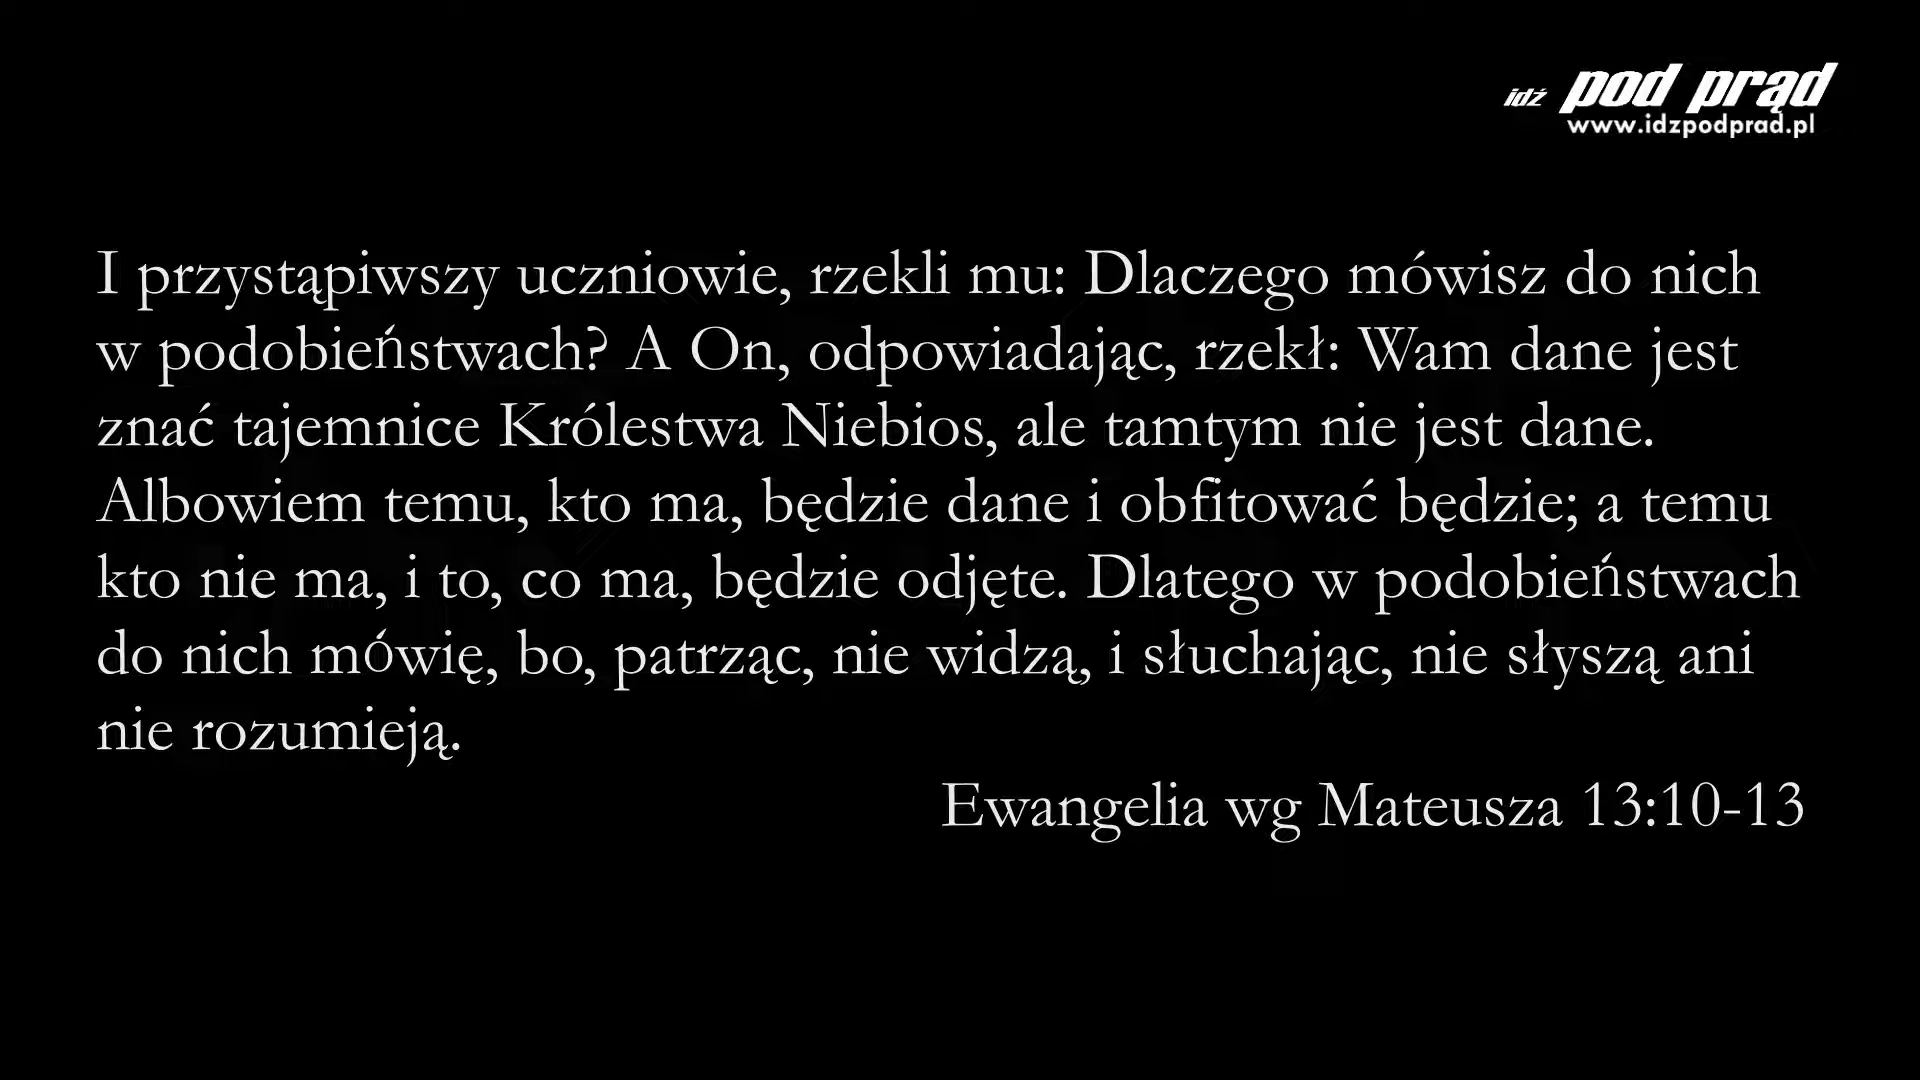 idź pod prąd
www.idzpodprad.pl
I przystąpiwszy uczniowie, rzekli mu: Dlaczego mówisz do nich
w podobieństwach? A On, odpowiadając, rzekł: Wam dane jest
znać tajemnice Królestwa Niebios, ale tamtym nie jest dane.
Albowiem temu, kto ma, będzie dane i obfitować będzie; a temu
kto nie ma, i to, co ma, będzie odjęte. Dlatego w podobieństwach
do nich mówię, bo, patrząc, nie widzą, i słuchając, nie słyszą ani
nie rozumieją.
Ewangelia wg Mateusza 13:10-13